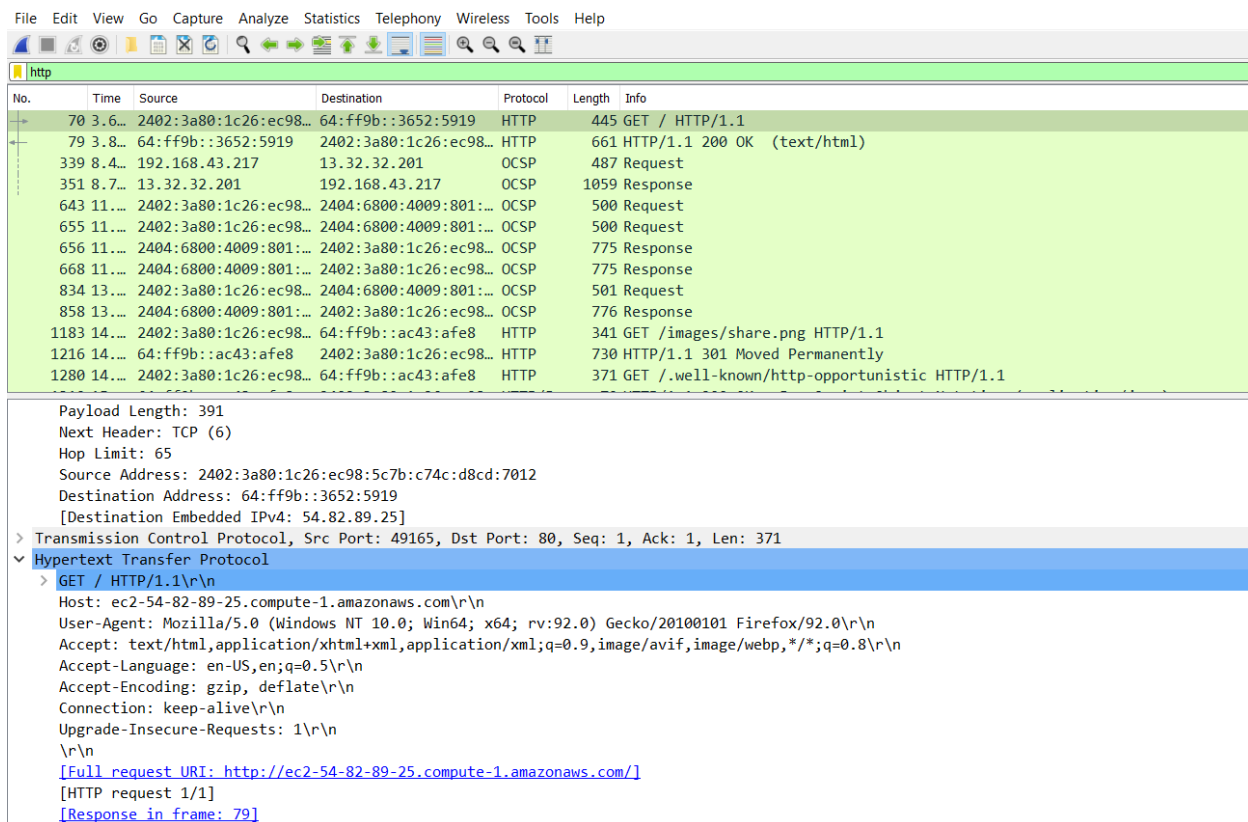 File Edit View Go Capture Analyze Statistics Telephony Wireless Tools Help
http
No. Time Source Destination Protocol Length Info
70 3.6… 2402:3a80:1c26:ec98… 64:ff9b::3652:5919 HTTP 445 GET / HTTP/1.1
79 3.8… 64:ff9b::3652:5919 2402:3a80:1c26:ec98… HTTP 661 HTTP/1.1 200 OK (text/html)
339 8.4… 192.168.43.217 13.32.32.201 OCSP 487 Request
351 8.7… 13.32.32.201 192.168.43.217 OCSP 1059 Response
643 11.… 2402:3a80:1c26:ec98… 2404:6800:4009:801:… OCSP 500 Request
655 11.… 2402:3a80:1c26:ec98… 2404:6800:4009:801:… OCSP 500 Request
656 11.… 2404:6800:4009:801:… 2402:3a80:1c26:ec98… OCSP 775 Response
668 11.… 2404:6800:4009:801:… 2402:3a80:1c26:ec98… OCSP 775 Response
834 13.… 2402:3a80:1c26:ec98… 2404:6800:4009:801:… OCSP 501 Request
858 13.… 2404:6800:4009:801:… 2402:3a80:1c26:ec98… OCSP 776 Response
1183 14.… 2402:3a80:1c26:ec98… 64:ff9b::ac43:afe8 HTTP 341 GET /images/share.png HTTP/1.1
1216 14.… 64:ff9b::ac43:afe8 2402:3a80:1c26:ec98… HTTP 730 HTTP/1.1 301 Moved Permanently
1280 14.… 2402:3a80:1c26:ec98… 64:ff9b::ac43:afe8 HTTP 371 GET /.well-known/http-opportunistic HTTP/1.1
Payload Length: 391
Next Header: TCP (6)
Hop Limit: 65
Source Address: 2402:3a80:1c26:ec98:5c7b:c74c:d8cd:7012
Destination Address: 64:ff9b::3652:5919
[Destination Embedded IPv4: 54.82.89.25]
Transmission Control Protocol, Src Port: 49165, Dst Port: 80, Seq: 1, Ack: 1, Len: 371
Hypertext Transfer Protocol
GET / HTTP/1.1\r\n
Host: ec2-54-82-89-25.compute-1.amazonaws.com\r\n
User-Agent: Mozilla/5.0 (Windows NT 10.0; Win64; x64; rv:92.0) Gecko/20100101 Firefox/92.0\r\n
Accept: text/html,application/xhtml+xml,application/xml;q=0.9,image/avif,image/webp,*/*;q=0.8\r\n
Accept-Language: en-US,en;q=0.5\r\n
Accept-Encoding: gzip, deflate\r\n
Connection: keep-alive\r\n
Upgrade-Insecure-Requests: 1\r\n
\r\n
[Full request URI: http://ec2-54-82-89-25.compute-1.amazonaws.com/]
[HTTP request 1/1]
[Response in frame: 79]